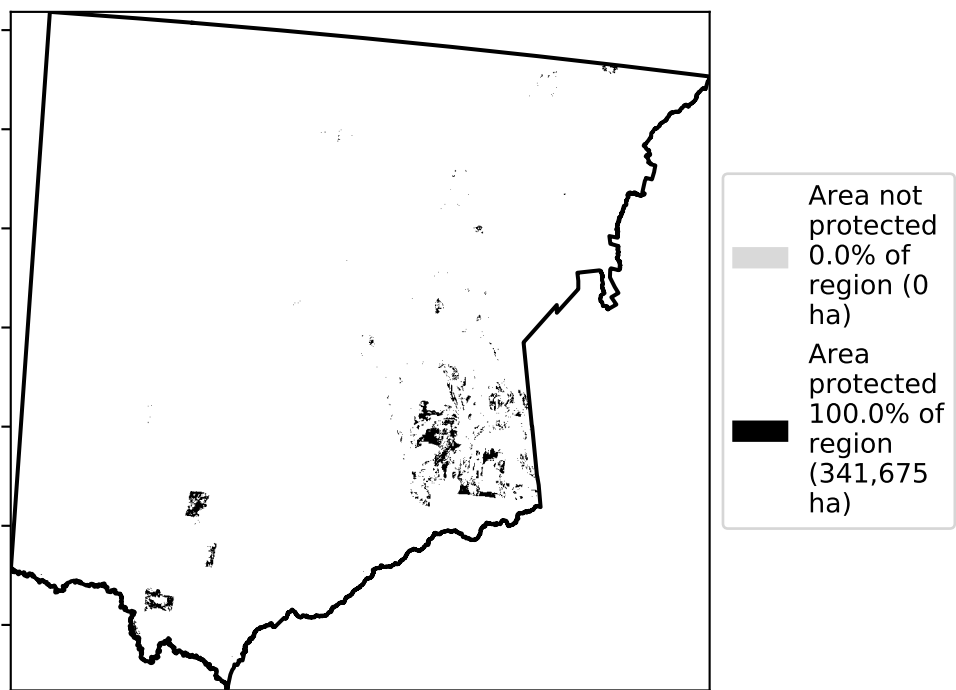 Area not
protected
0.0% of
region (0
ha)
Area
protected
100.0% of
region
(341,675
ha)